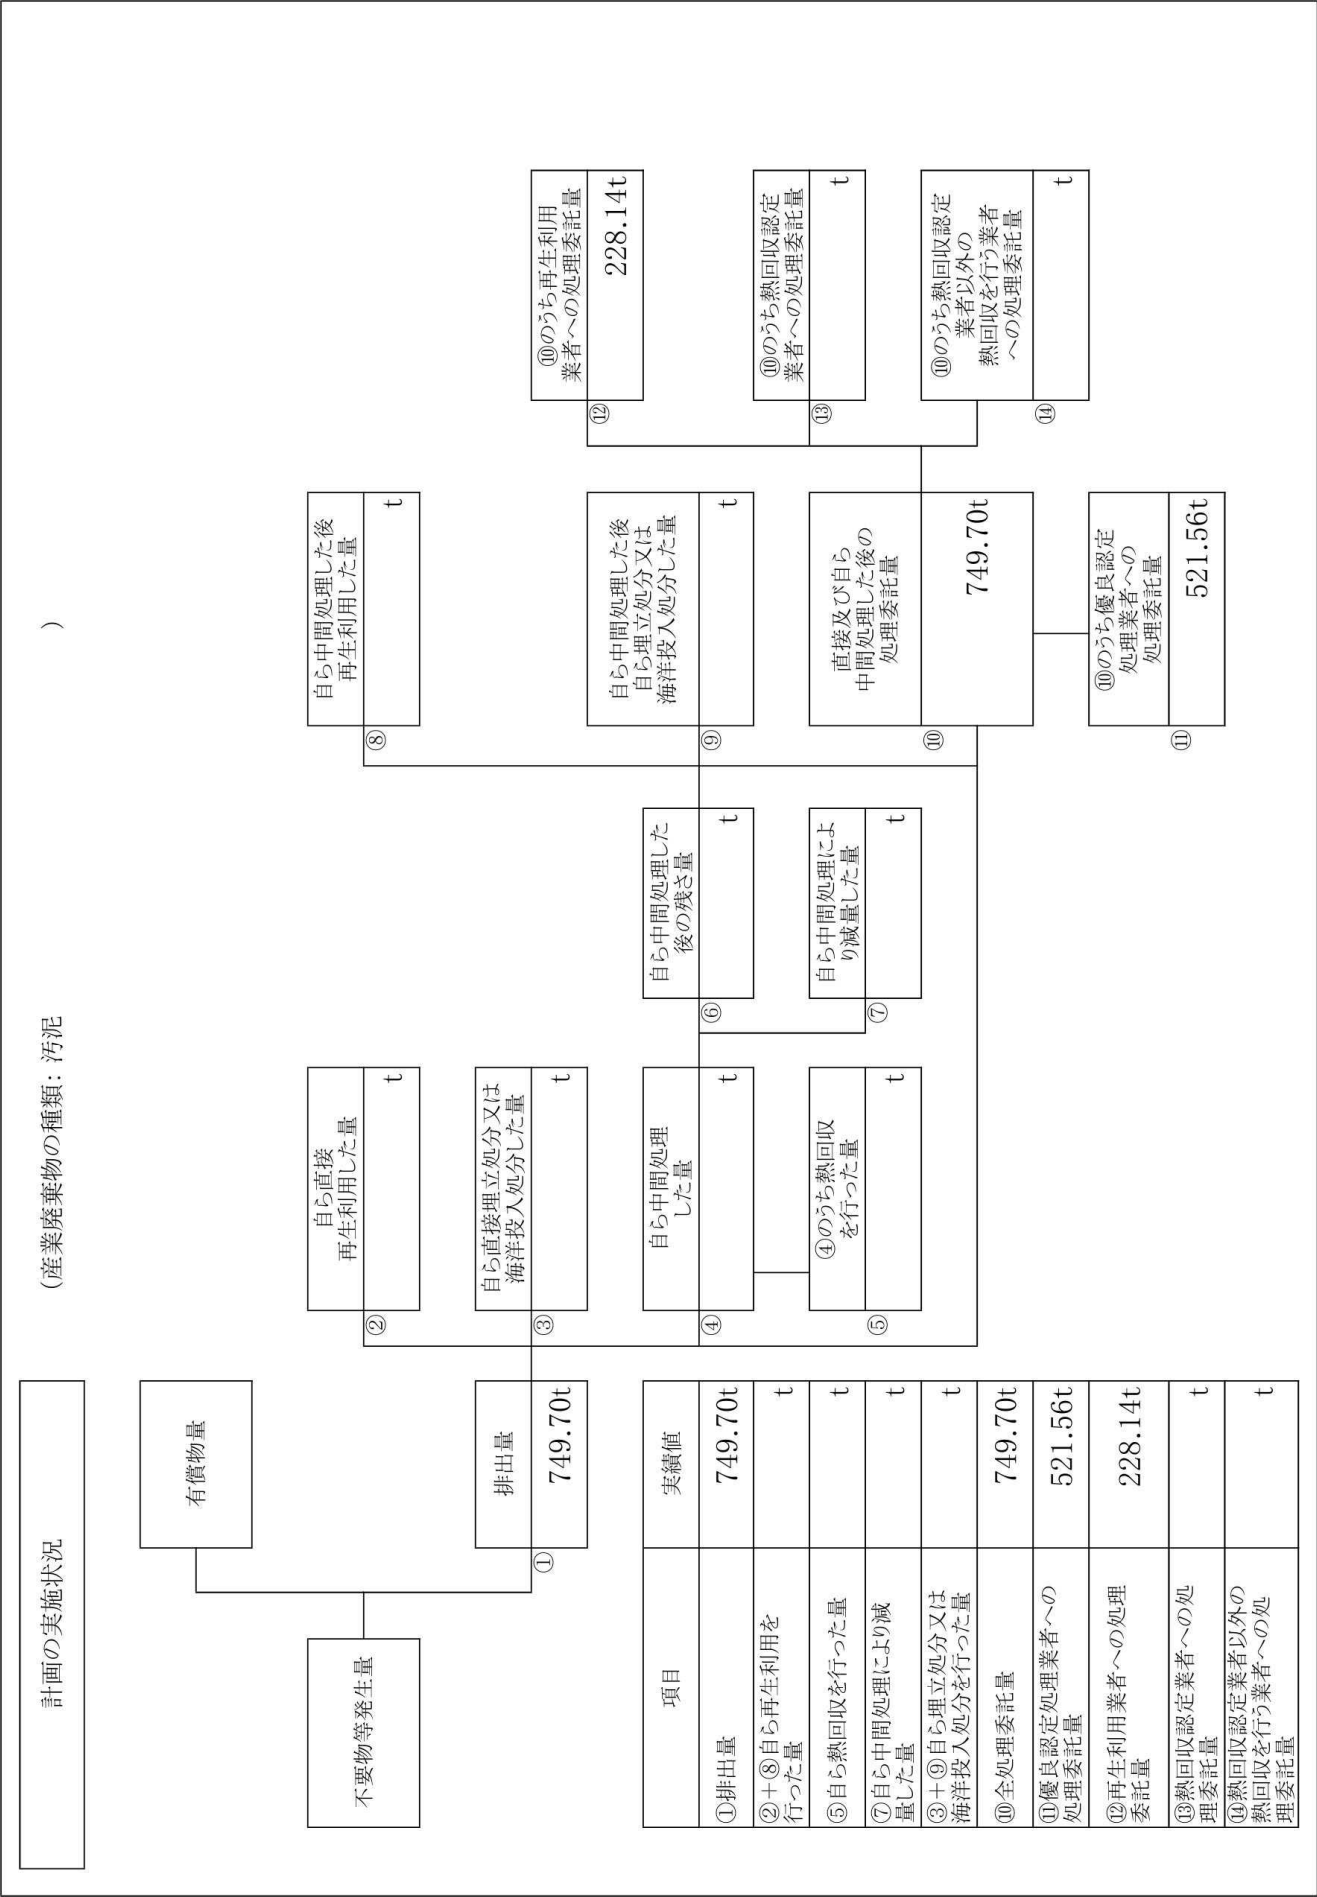 計画の実施状況
(産業廃棄物の種類：汚泥 )
有償物量
不要物等発生量
①
排出量
749.70t
②
自ら直接
再生利用した量
t
③
自ら直接埋立処分又は
海洋投入処分した量
t
④
自ら中間処理
した量
t
⑤
④のうち熱回収
を行った量
t
⑥
自ら中間処理した
後の残さ量
t
⑦
自ら中間処理によ
り減量した量
t
⑧
自ら中間処理した後
再生利用した量
t
⑨
自ら中間処理した後
自ら埋立処分又は
海洋投入処分した量
t
⑩
直接及び自ら
中間処理した後の
処理委託量
749.70t
⑪
⑩のうち優良認定
処理業者への
処理委託量
521.56t
⑫
⑩のうち再生利用
業者への処理委託量
228.14t
⑬
⑩のうち熱回収認定
業者への処理委託量
t
⑭
⑩のうち熱回収認定
業者以外の
熱回収を行う業者
への処理委託量
t
項目 実績値
①排出量 749.70t
②＋⑧自ら再生利用を
行った量 t
⑤自ら熱回収を行った量 t
⑦自ら中間処理により減
量した量 t
③＋⑨自ら埋立処分又は
海洋投入処分を行った量 t
⑩全処理委託量 749.70t
⑪優良認定処理業者への
処理委託量 521.56t
⑫再生利用業者への処理
委託量 228.14t
⑬熱回収認定業者への処
理委託量 t
⑭熱回収認定業者以外の
熱回収を行う業者への処
理委託量 t